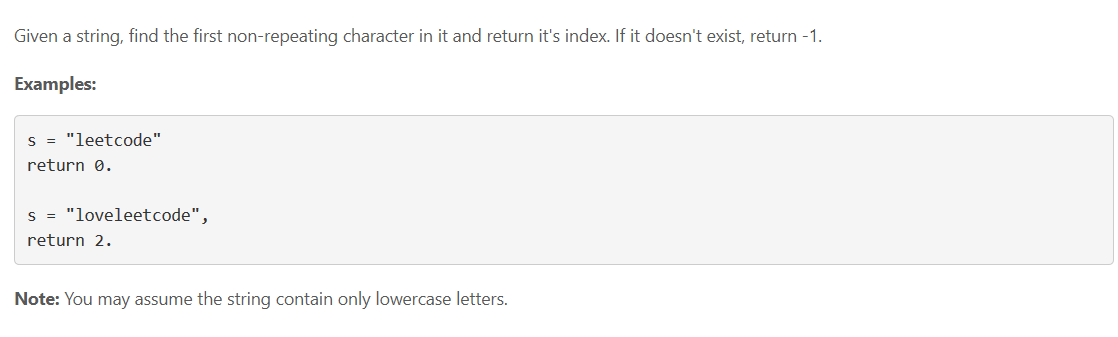 Given a string, find the first non-repeating character in it and return it's index. If it doesn't exist, return -1.
Examples:
s = "leetcode"
return 0.
s = "loveleetcode",
return 2.
Note: You may assume the string contain only lowercase letters.